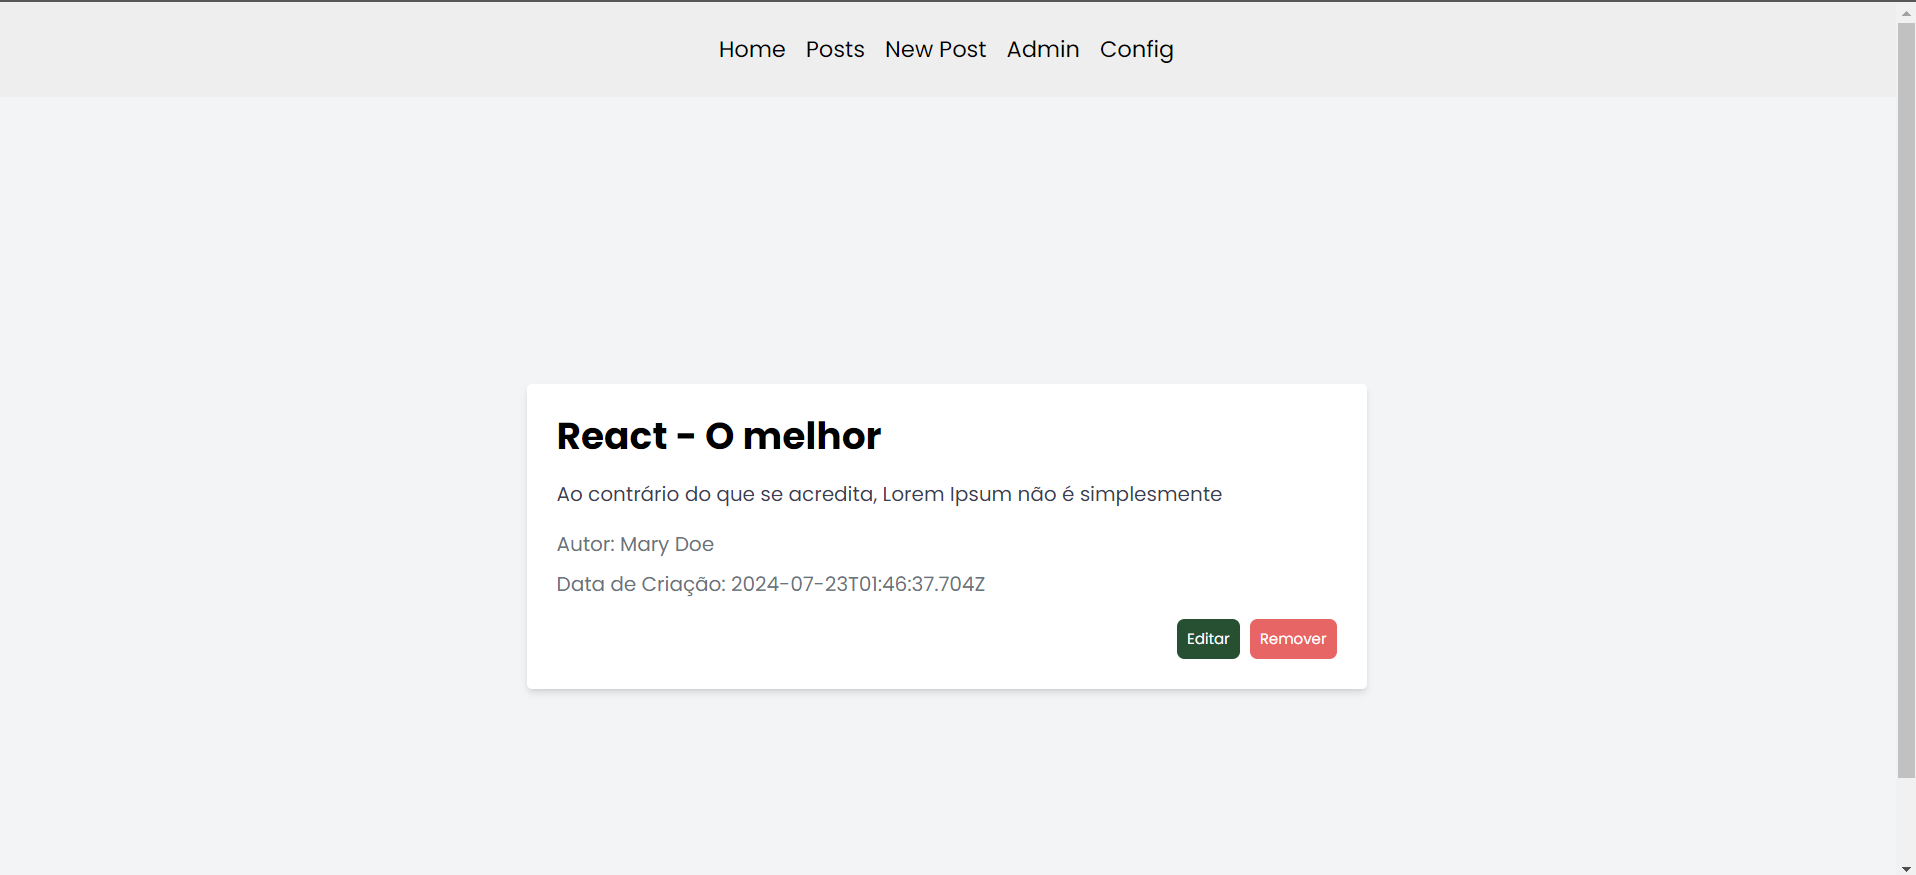 Home Posts New Post Admin Config
React - O melhor
Ao contrário do que se acredita, Lorem Ipsum não é simplesmente
Autor: Mary Doe
Data de Criação: 2024-07-23T01:46:37.704Z
Editar Remover